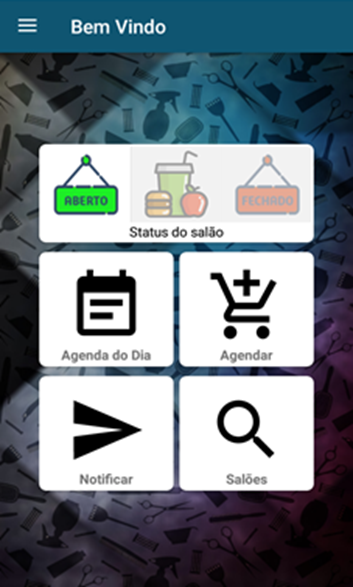 Bem Vindo
ABERTO
FECHADO
Status do salão
Agenda do Dia
Agendar
Notificar
Salões